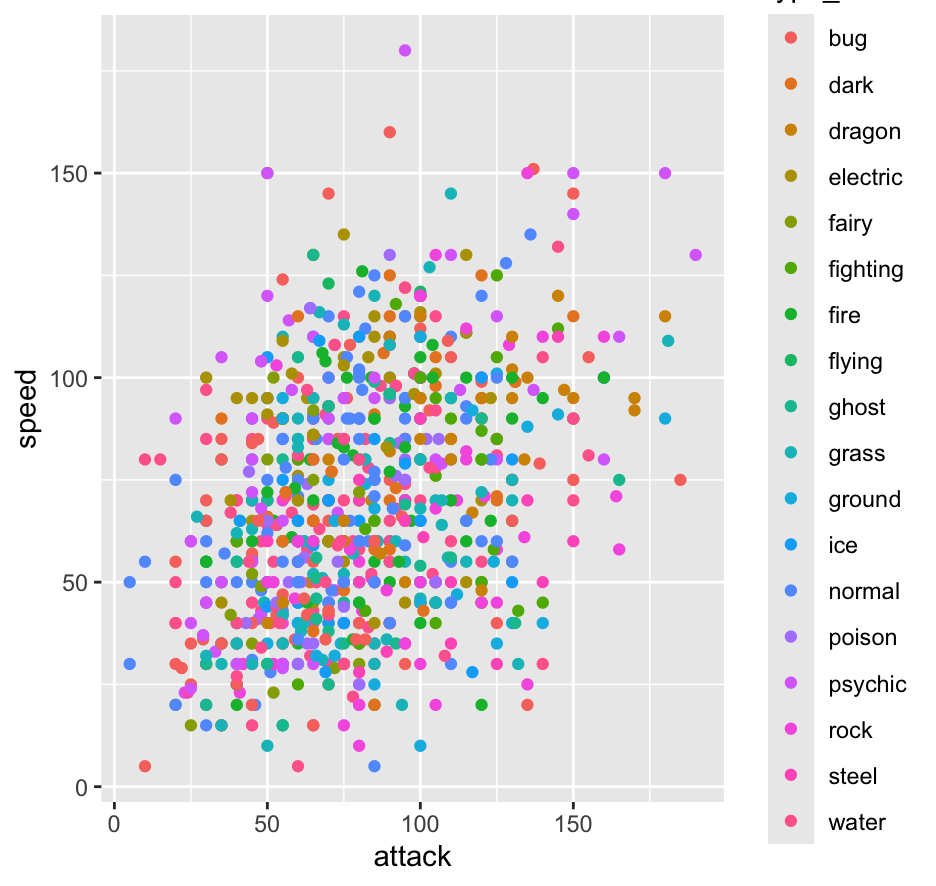 bug
dark
dragon
electric
fairy
fighting
fire
flying
ghost
grass
ground
ice
normal
poison
psychic
rock
steel
water
speed
150
100
50
0
0 50 100 150
attack